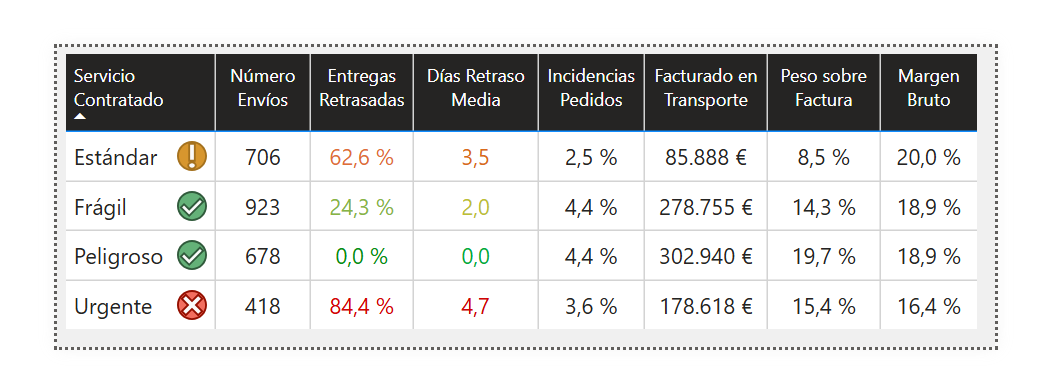 Servicio Contratado Número Envíos Entregas Retrasadas Días Retraso Media Incidencias Pedidos Facturado en Transporte Peso sobre Factura Margen Bruto
Estándar 706 62,6 % 3,5 2,5 % 85.888 € 8,5 % 20,0 %
Frágil 923 24,3 % 2,0 4,4 % 278.755 € 14,3 % 18,9 %
Peligroso 678 0,0 % 0,0 4,4 % 302.940 € 19,7 % 18,9 %
Urgente 418 84,4 % 4,7 3,6 % 178.618 € 15,4 % 16,4 %